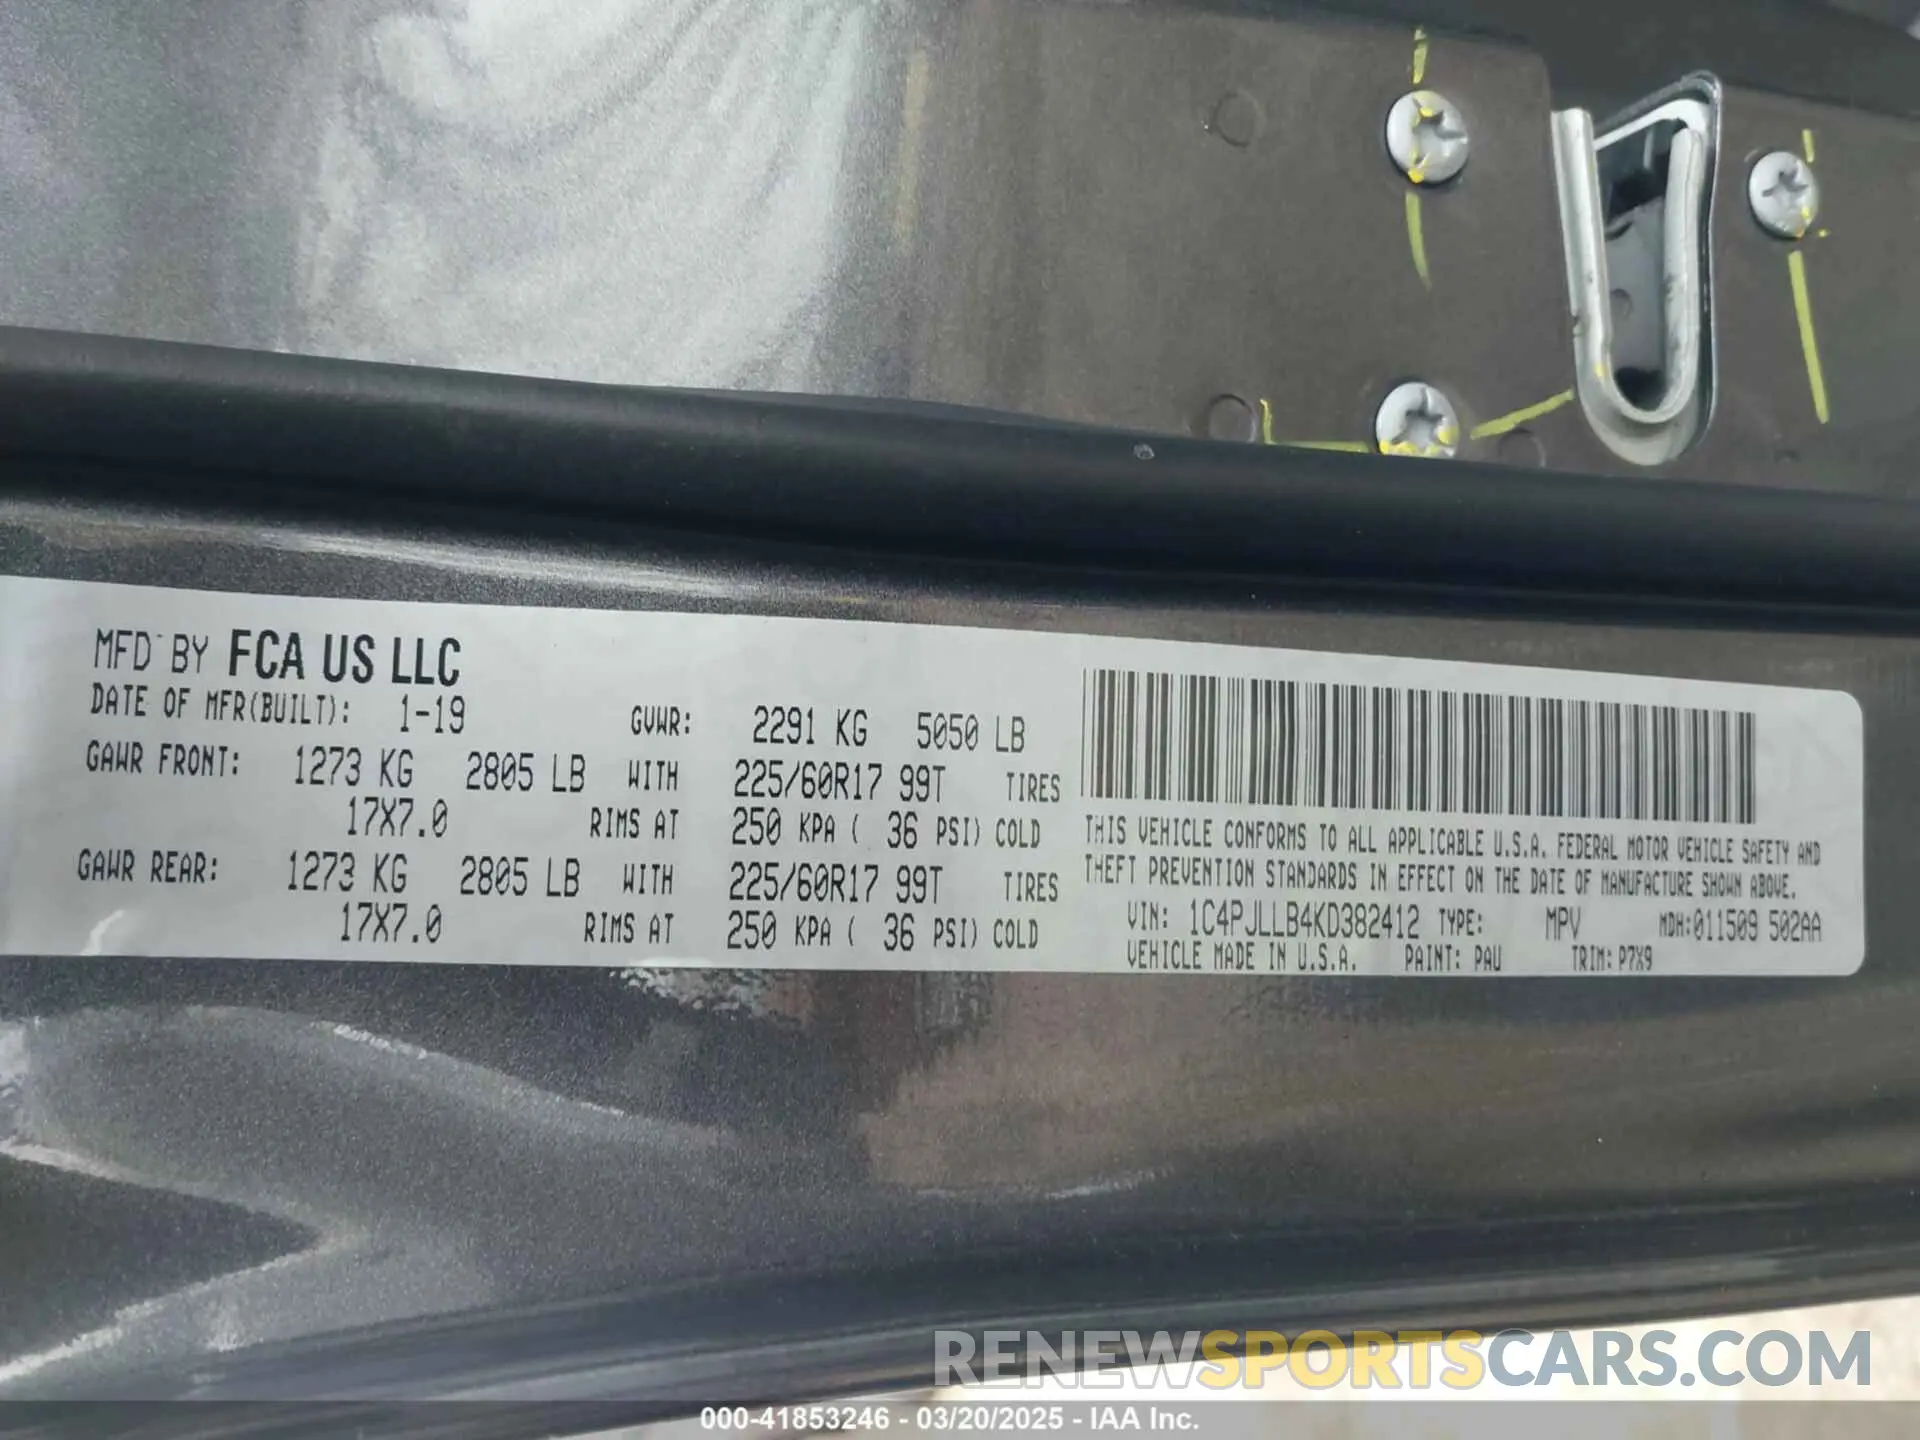 MFD BY FCA US LLC
DATE OF MFR(BUILT): 1-19 GVWR: 2291 KG 5050 LB
GAWR FRONT: 1273 KG 2805 LB WITH 225/60R17 99T TIRES
17X7.0 RIMS AT 250 KPA ( 36 PSI) COLD
GAWR REAR: 1273 KG 2805 LB WITH 225/60R17 99T TIRES
17X7.0 RIMS AT 250 KPA ( 36 PSI) COLD
THIS VEHICLE CONFORMS TO ALL APPLICABLE U.S.A. FEDERAL MOTOR VEHICLE SAFETY AND
THEFT PREVENTION STANDARDS IN EFFECT ON THE DATE OF MANUFACTURE SHOWN ABOVE.
VIN: 1C4PJLLB4KD382412 TYPE: MPV MDH:011509 502AA
VEHICLE MADE IN U.S.A. PAINT: PAU TRIM: P7X9
RENEWSPORTSCARS.COM
000-41853246 - 03/20/2025 - IAA Inc.